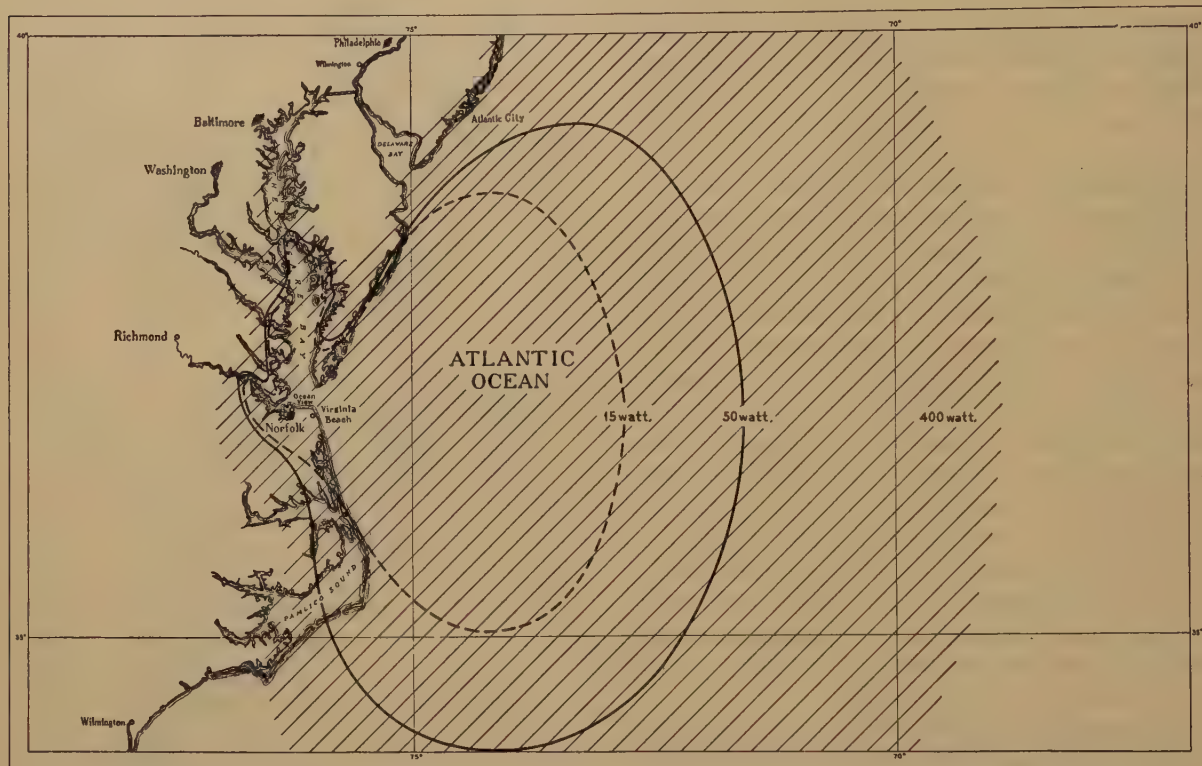 75°
70°
40°
40°
Philadelphia
Wilmington
Baltimore
Atlantic City
DELAWARE
BAY
Washington
Richmond
BAY
ATLANTIC
OCEAN
Ocean
View
Virginia
Beach
Norfolk
15 watt.
50 watt.
400 watt.
PAMLICO SOUND
35°
35°
Wilmington
75°
70°